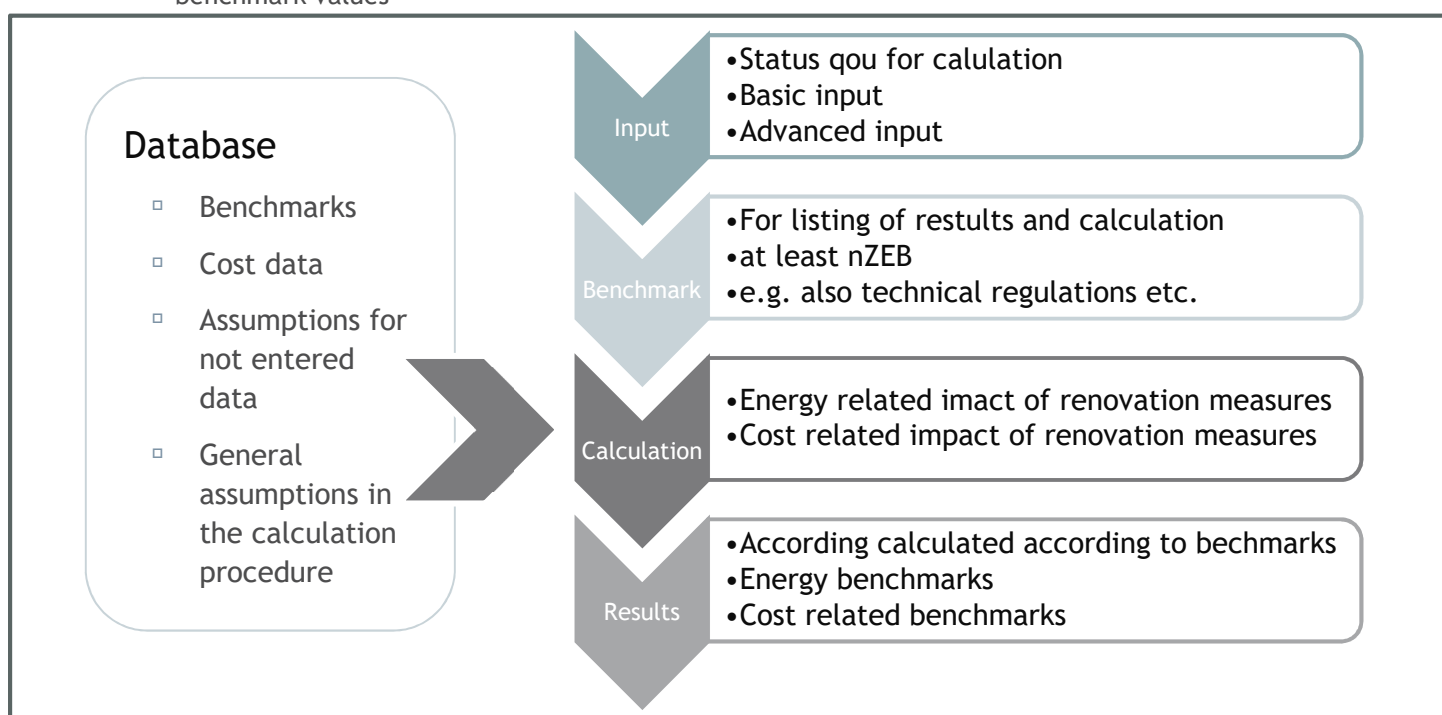 benchmark values
Database
▫ Benchmarks
▫ Cost data
▫ Assumptions for
not entered
data
▫ General
assumptions in
the calculation
procedure
Input
•Status qou for calulation
•Basic input
•Advanced input
Benchmark
•For listing of restults and calculation
•at least nZEB
•e.g. also technical regulations etc.
Calculation
•Energy related imact of renovation measures
•Cost related impact of renovation measures
Results
•According calculated according to bechmarks
•Energy benchmarks
•Cost related benchmarks